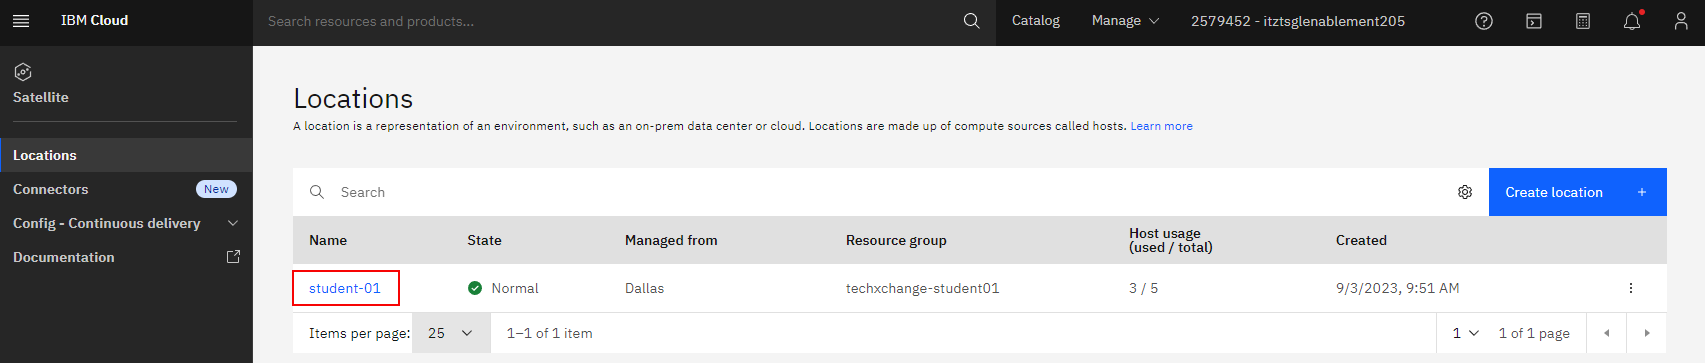 IBM Cloud
Search resources and products...
Catalog
Manage
2579452 - itztsglenablement205
Satellite
Locations
Connectors
New
Config - Continuous delivery
Documentation
Locations
A location is a representation of an environment, such as an on-prem data center or cloud. Locations are made up of compute sources called hosts. Learn more
Search
Create location +
Name
State
Managed from
Resource group
Host usage
(used / total)
Created
student-01
Normal
Dallas
techxchange-student01
3 / 5
9/3/2023, 9:51 AM
Items per page: 25
1–1 of 1 item
1
1 of 1 page